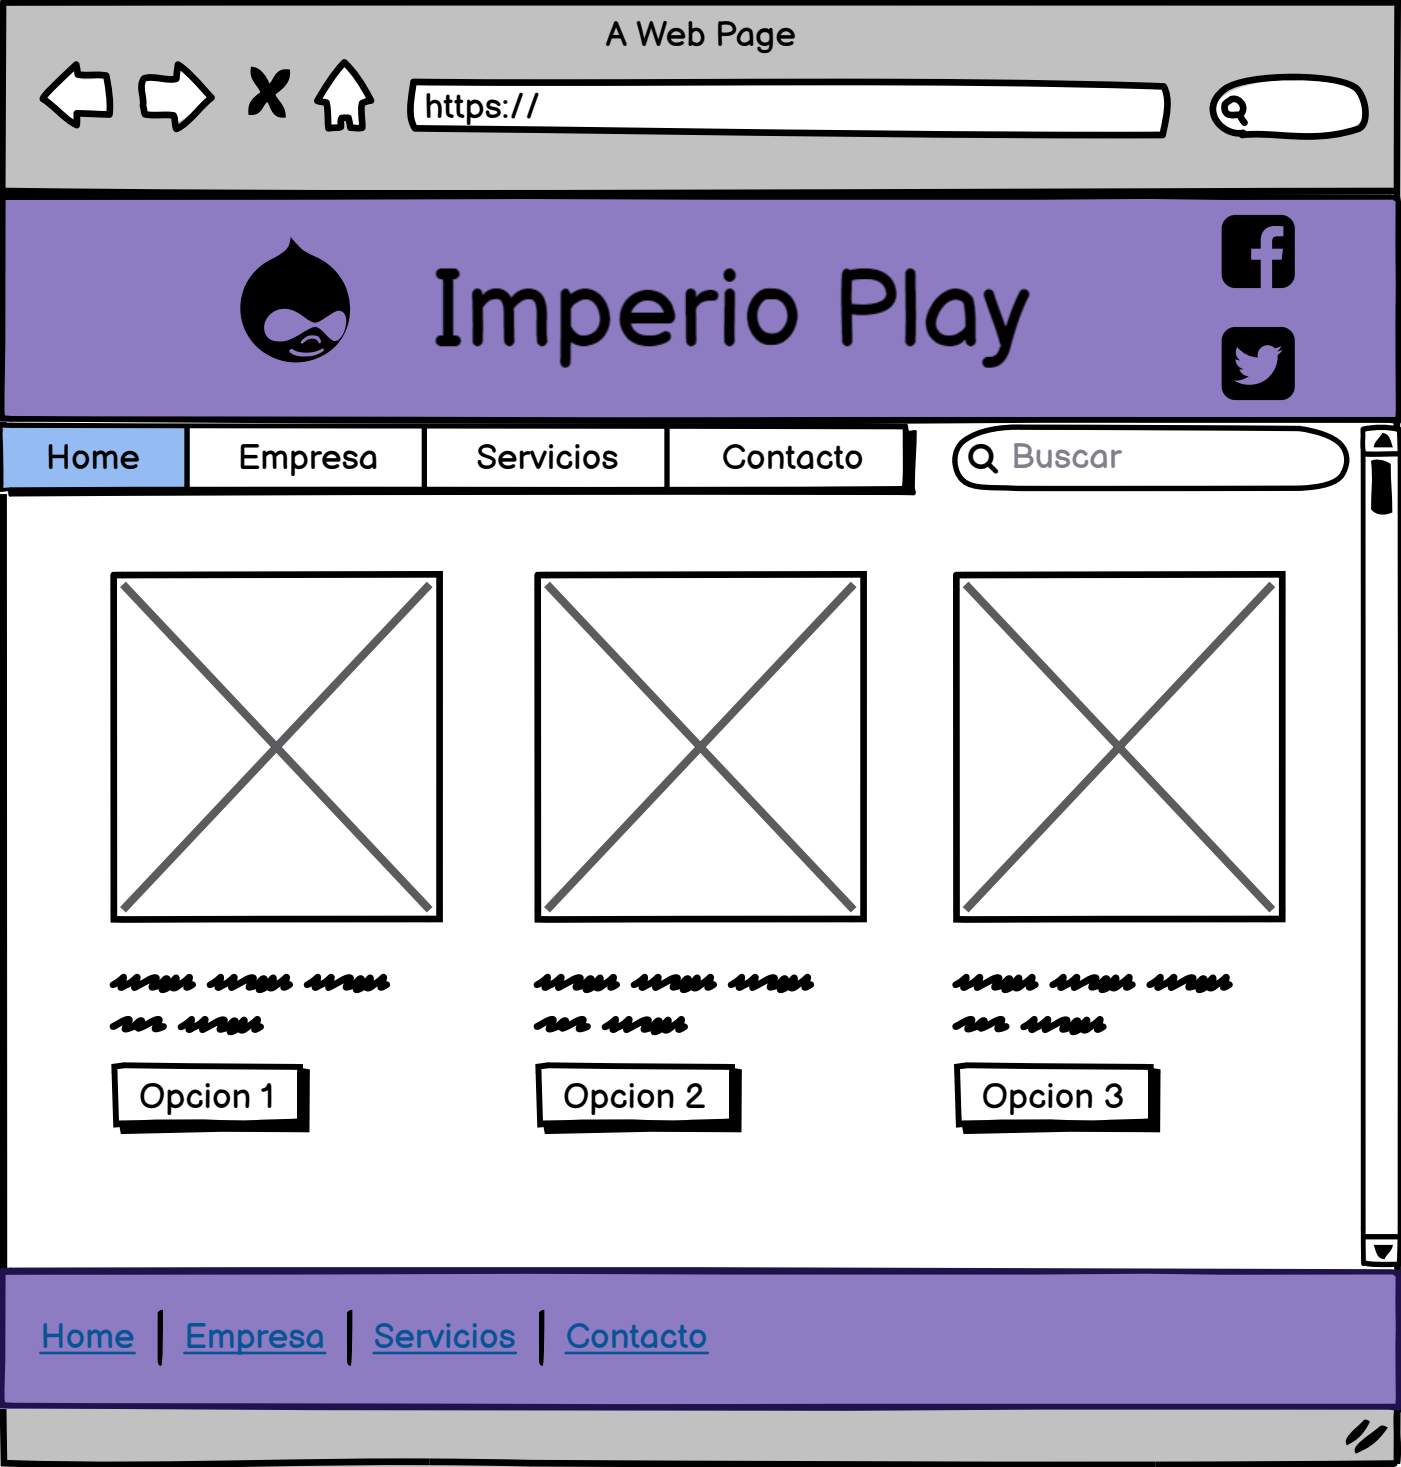 A Web Page
https://
Imperio Play
Home Empresa Servicios Contacto Buscar
Opcion 1 Opcion 2 Opcion 3
Home Empresa Servicios Contacto